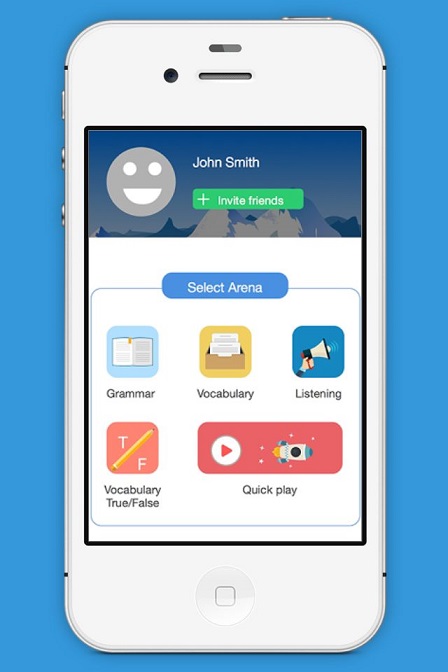 John Smith
+ Invite friends
Select Arena
Grammar
Vocabulary
Listening
T
F
Vocabulary
True/False
Quick play